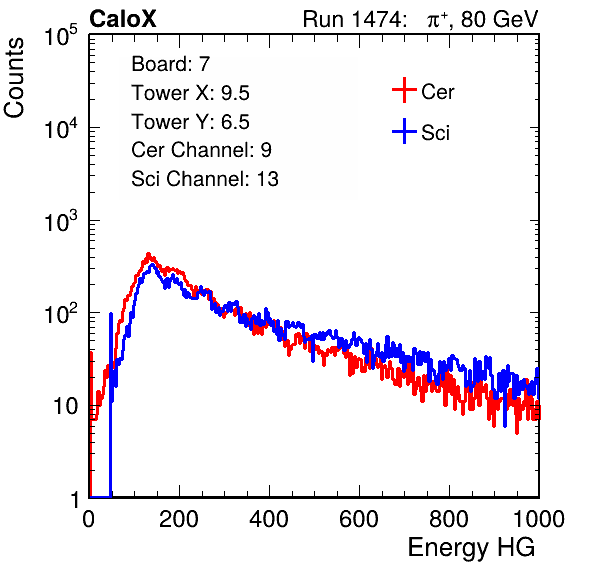 CaloX
Run 1474: π⁺, 80 GeV
Counts
Board: 7
Tower X: 9.5
Tower Y: 6.5
Cer Channel: 9
Sci Channel: 13
Cer
Sci
10⁵
10⁴
10³
10²
10
1
0 200 400 600 800 1000
Energy HG